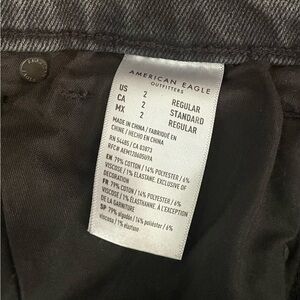 AMERICAN EAGLE
OUTFITTERS
US 2 REGULAR
CA 2 STANDARD
MX 2 REGULAR
MADE IN CHINA / FABRIQUÉ EN
CHINE / HECHO EN CHINA
RN 54485 / CA 03873
RFC# AEM120606UYA
EN 79% COTTON / 14% POLYESTER / 6%
VISCOSE / 1% ELASTANE. EXCLUSIVE OF
DECORATION
FR 79% COTON / 14% POLYESTER / 6%
VISCOSE / 1% ÉLASTHANNE. À L'EXCEPTION
DE LA GARNITURE
SP 79% algodón / 14% poliéster / 6%
viscosa / 1% elastano